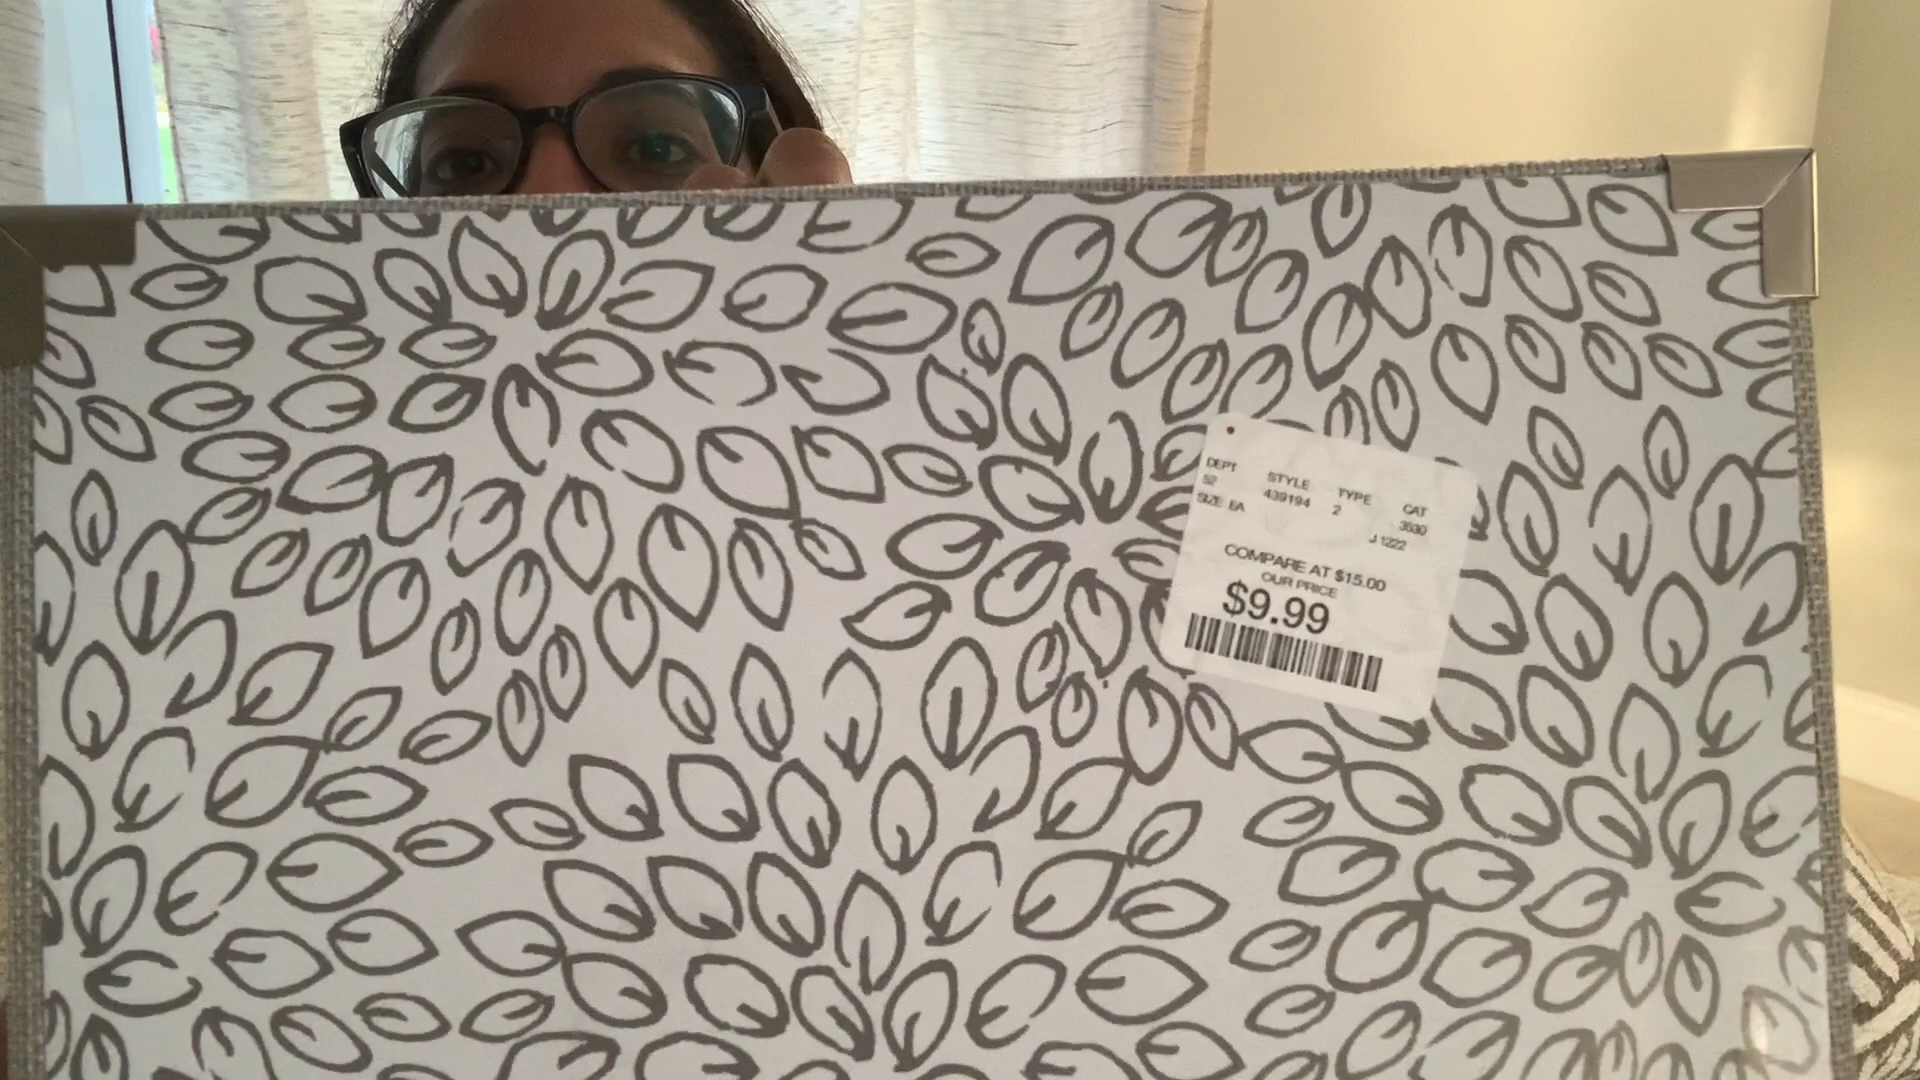 DEPT STYLE TYPE CAT
52 439194 2 3530
SIZE EA J 1222
COMPARE AT $15.00
OUR PRICE
$9.99